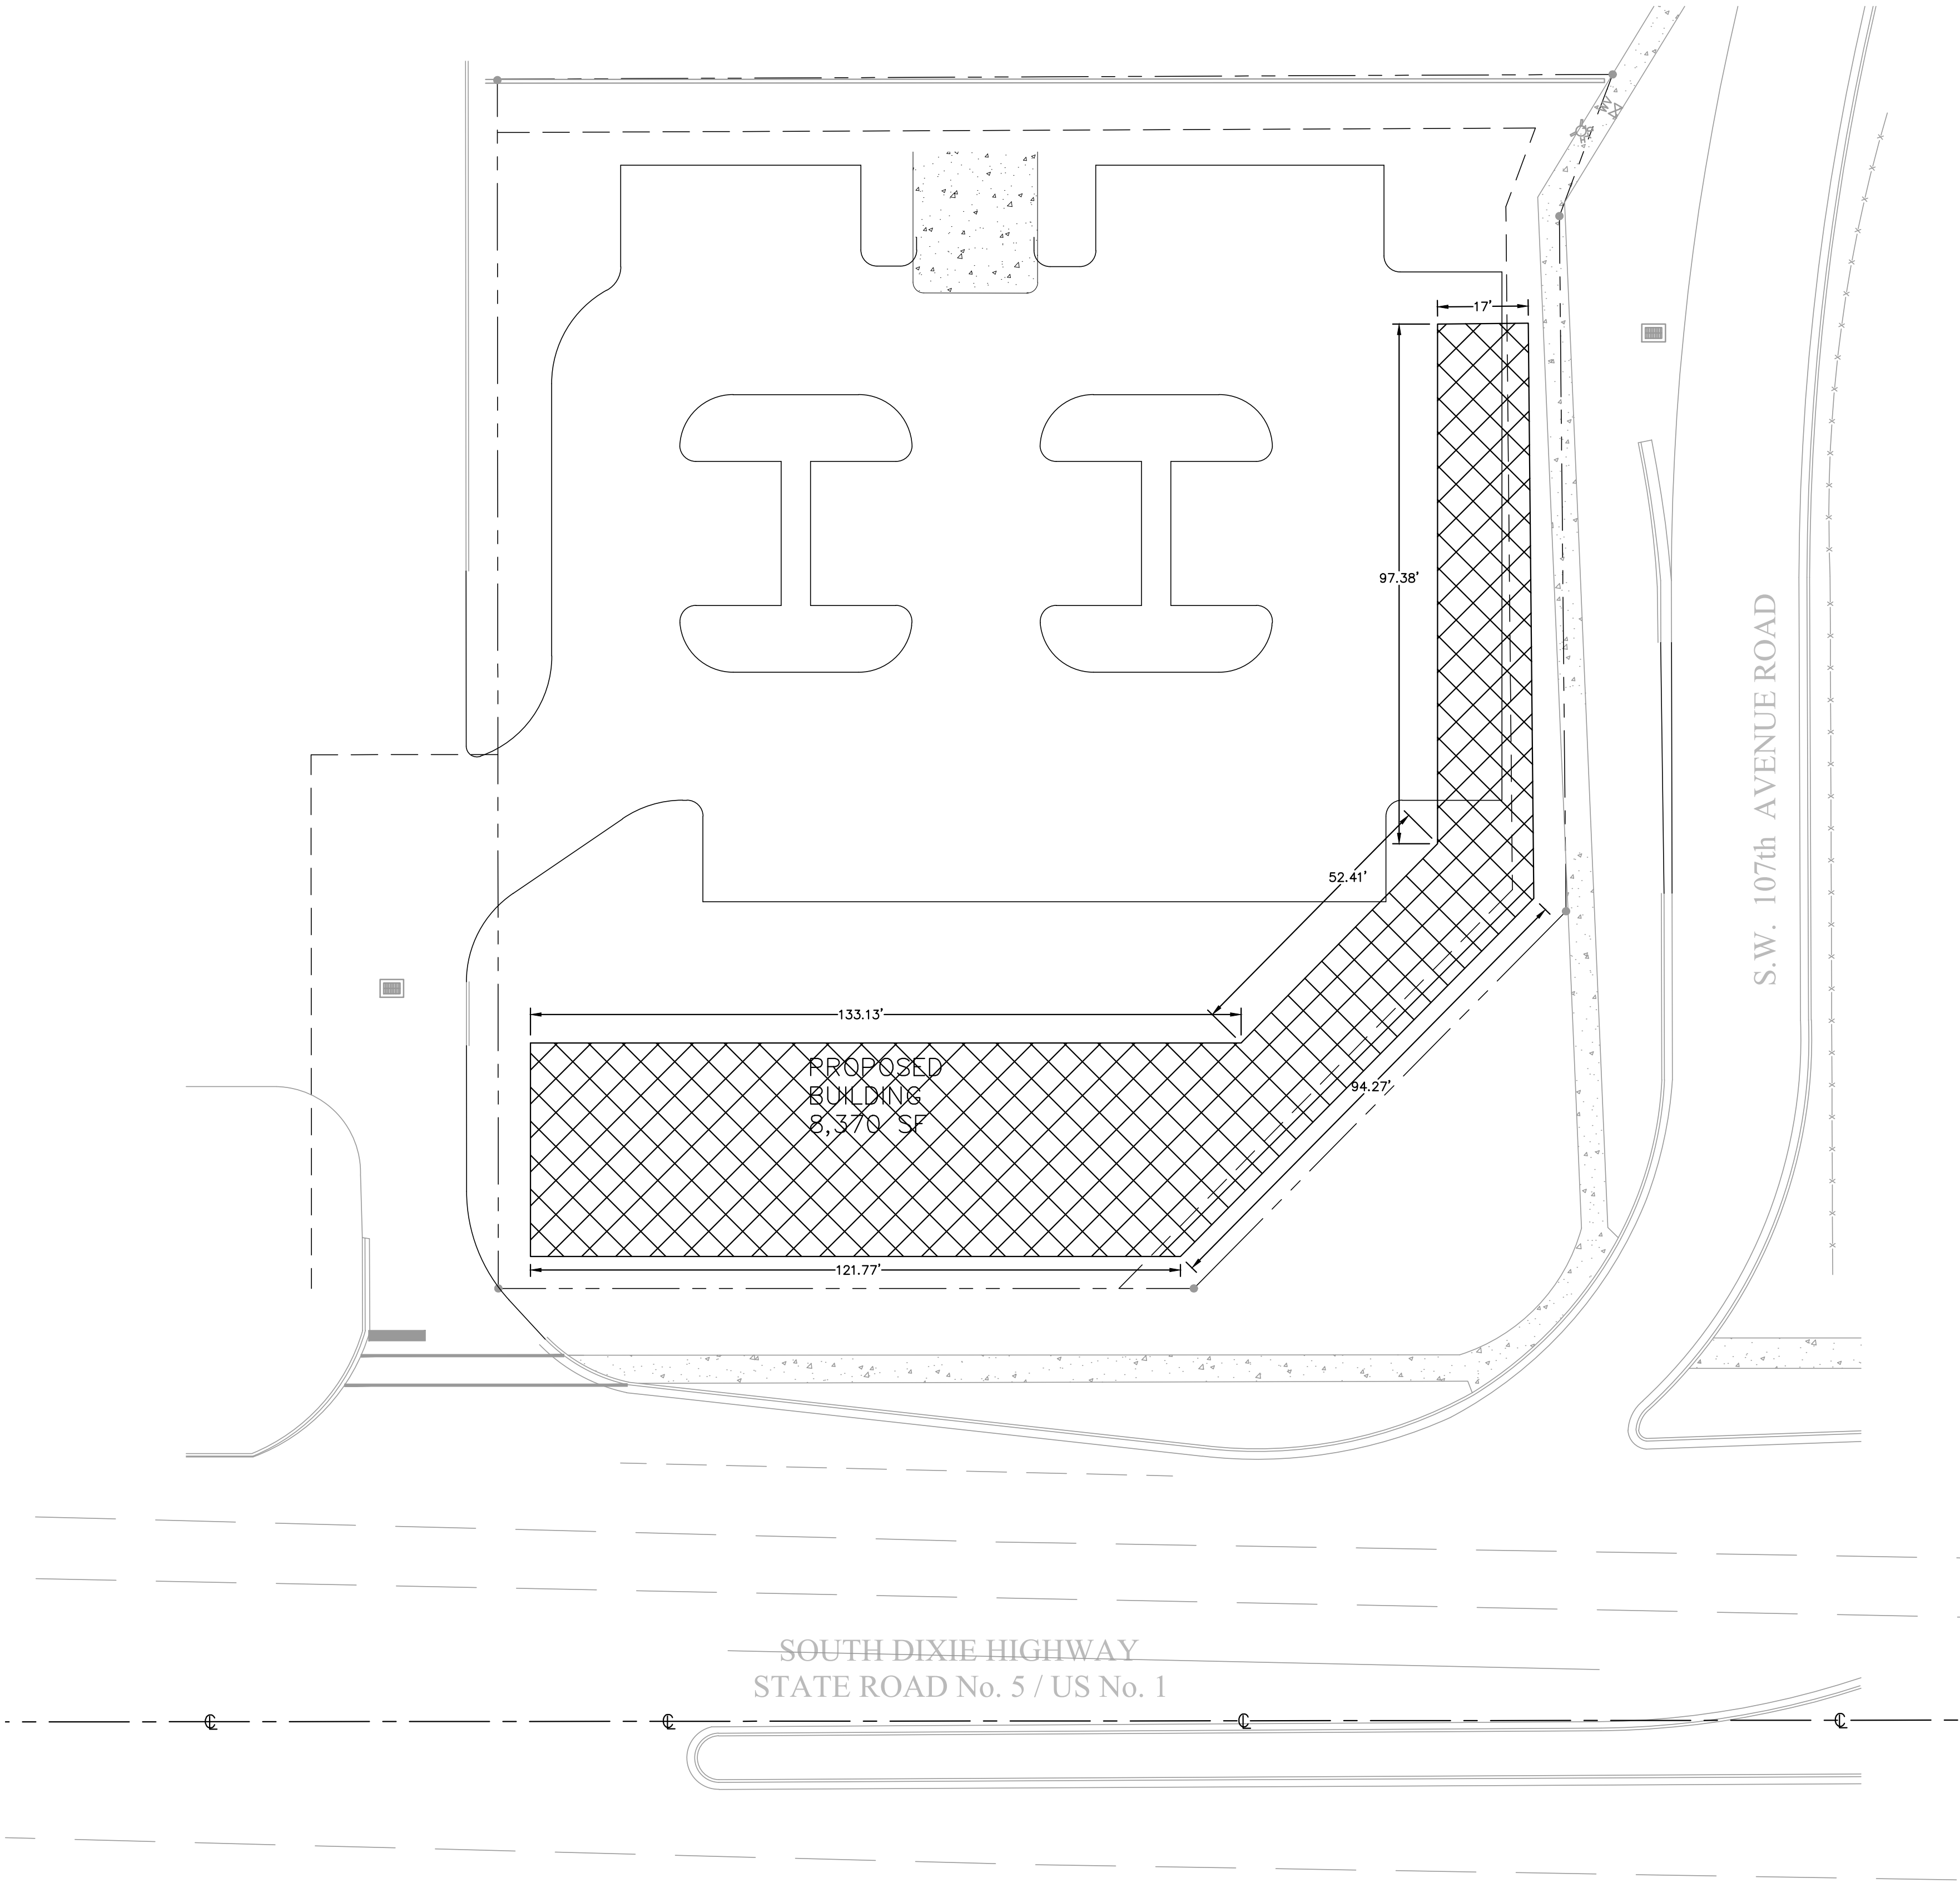 WV
17'
97.38'
52.41'
133.13'
PROPOSED
BUILDING
8,370 SF
94.27'
121.77'
S.W. 107th AVENUE ROAD
SOUTH DIXIE HIGHWAY
STATE ROAD No. 5 / US No. 1
℄
℄
℄
℄